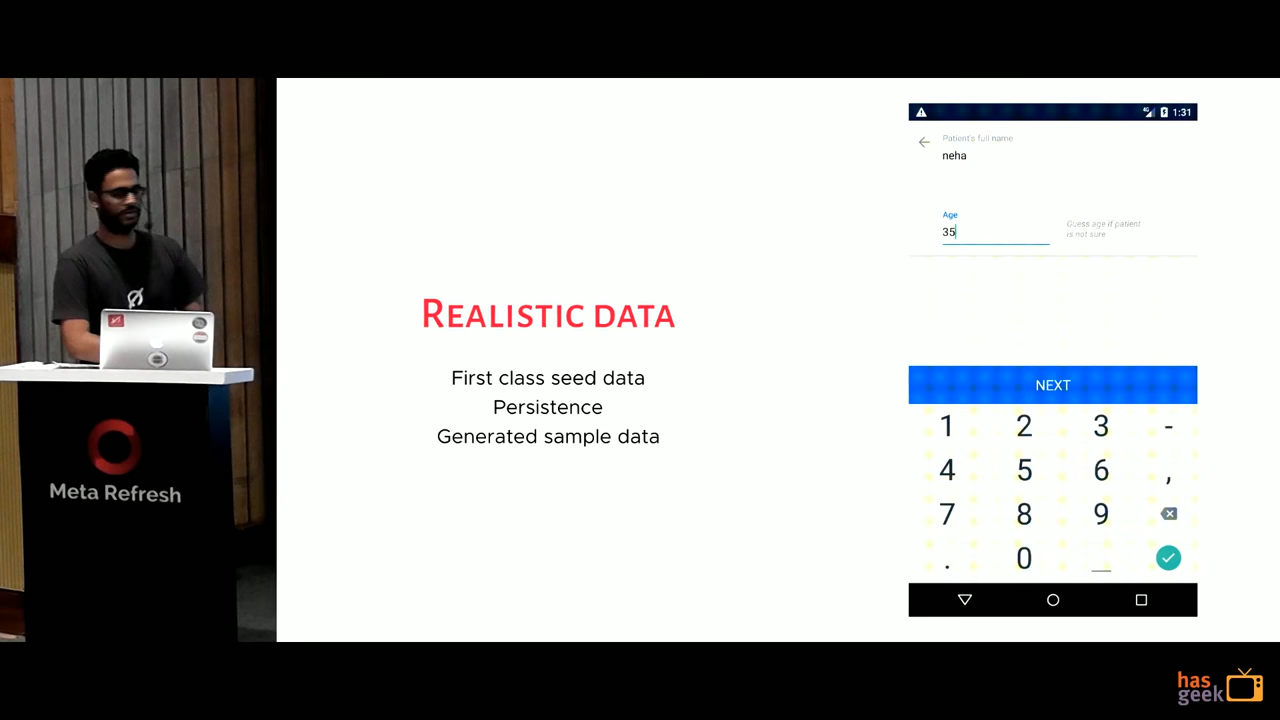 Meta Refresh
REALISTIC DATA
First class seed data
Persistence
Generated sample data
4G 1:31
Patient's full name
neha
Age
35
Guess age if patient
is not sure
NEXT
1 2 3 -
4 5 6 ,
7 8 9
. 0 _
has
geek